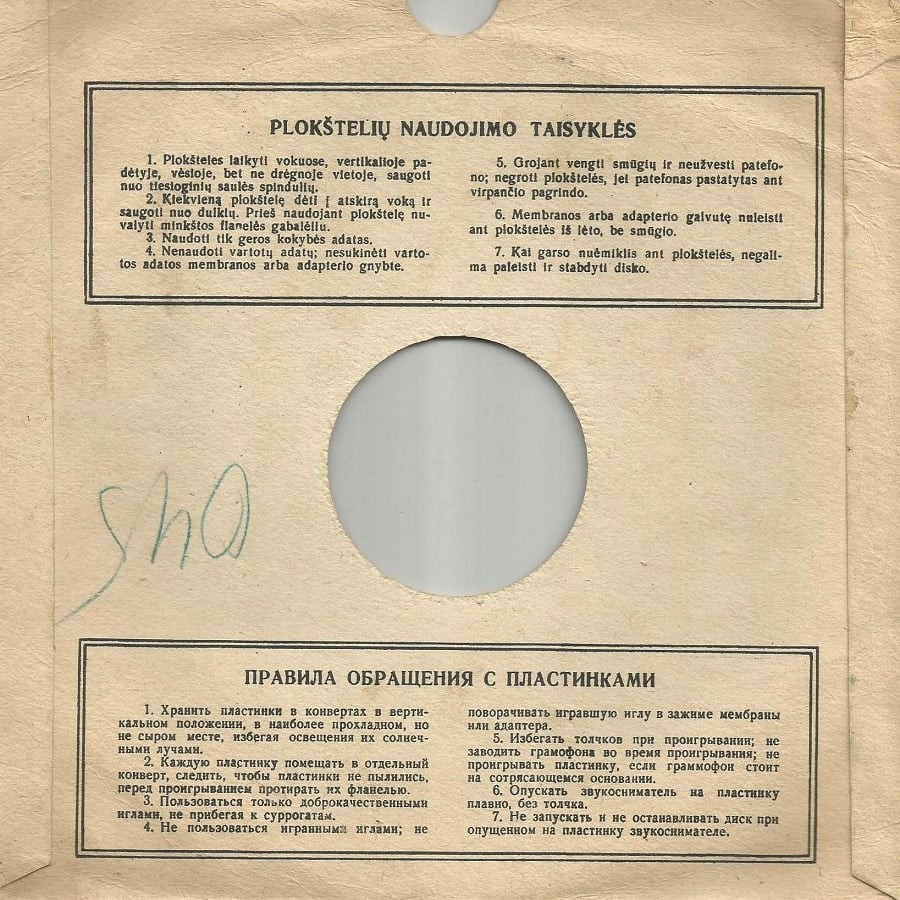 PLOKŠTELIŲ NAUDOJIMO TAISYKLĖS
1. Plokšteles laikyti vokuose, vertikalioje pa-
dėtyje, vėsioje, bet ne drėgnoje vietoje, saugoti
nuo tiesioginių saulės spindulių.
2. Kiekvieną plokštelę dėti į atskirą voką ir
saugoti nuo dulkių. Prieš naudojant plokštelę nu-
valyti minkštos flanelės gabalėliu.
3. Naudoti tik geros kokybės adatas.
4. Nenaudoti vartotų adatų; nesukinėti varto-
tos adatos membranos arba adapterio gnybte.
5. Grojant vengti smūgių ir neužvesti patefo-
no; negroti plokštelės, jei patefonas pastatytas ant
virpančio pagrindo.
6. Membranos arba adapterio galvutę nuleisti
ant plokštelės iš lėto, be smūgio.
7. Kai garso nuėmiklis ant plokštelės, negali-
ma paleisti ir stabdyti disko.
ПРАВИЛА ОБРАЩЕНИЯ С ПЛАСТИНКАМИ
1. Хранить пластинки в конвертах в верти-
кальном положении, в наиболее прохладном, но
не сыром месте, избегая освещения их солнеч-
ными лучами.
2. Каждую пластинку помещать в отдельный
конверт, следить, чтобы пластинки не пылились,
перед проигрыванием протирать их фланелью.
3. Пользоваться только доброкачественными
иглами, не прибегая к суррогатам.
4. Не пользоваться игранными иглами; не
поворачивать игравшую иглу в зажиме мембраны
или адаптера.
5. Избегать толчков при проигрывании; не
заводить грамофона во время проигрывания; не
проигрывать пластинку, если граммофон стоит
на сотрясающемся основании.
6. Опускать звукосниматель на пластинку
плавно, без толчка.
7. Не запускать и не останавливать диск при
опущенном на пластинку звукоснимателе.